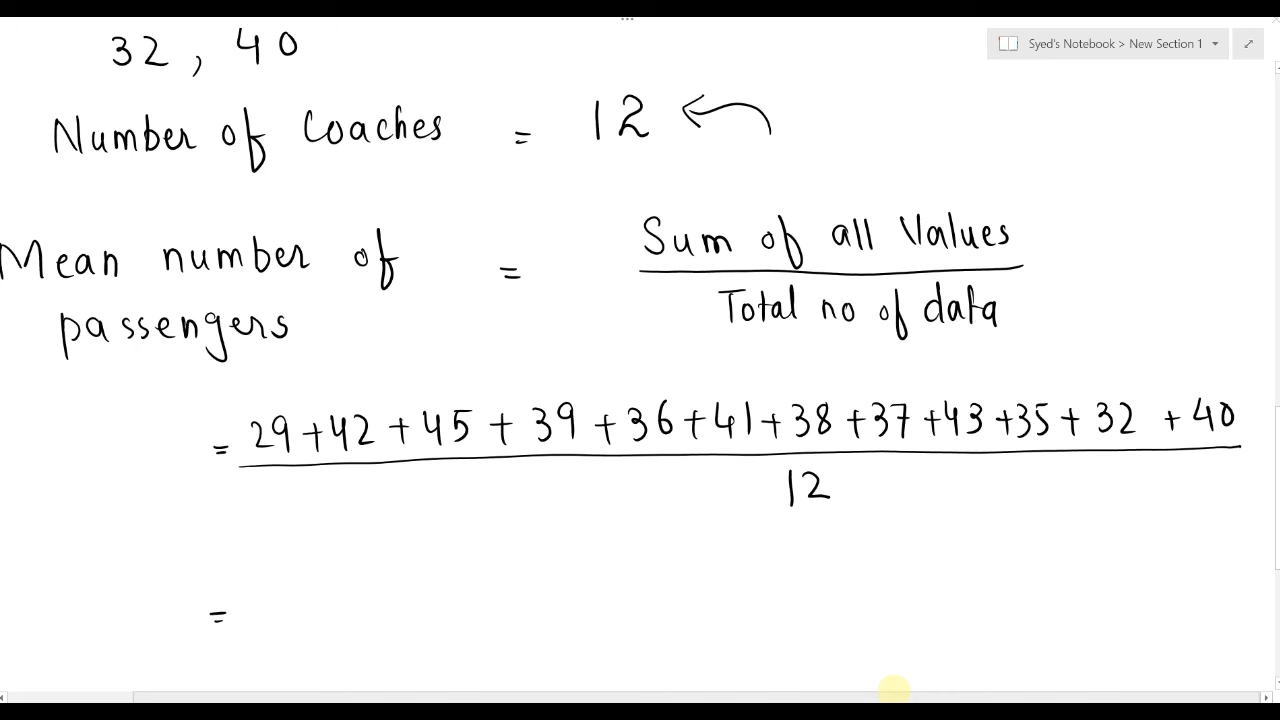 32 , 40
Syed's Notebook > New Section 1
Number of Coaches = 12
Mean number of passengers = Sum of all Values / Total no of data
= 29+42+45+39+36+41+38+37+43+35+32+40 / 12
=